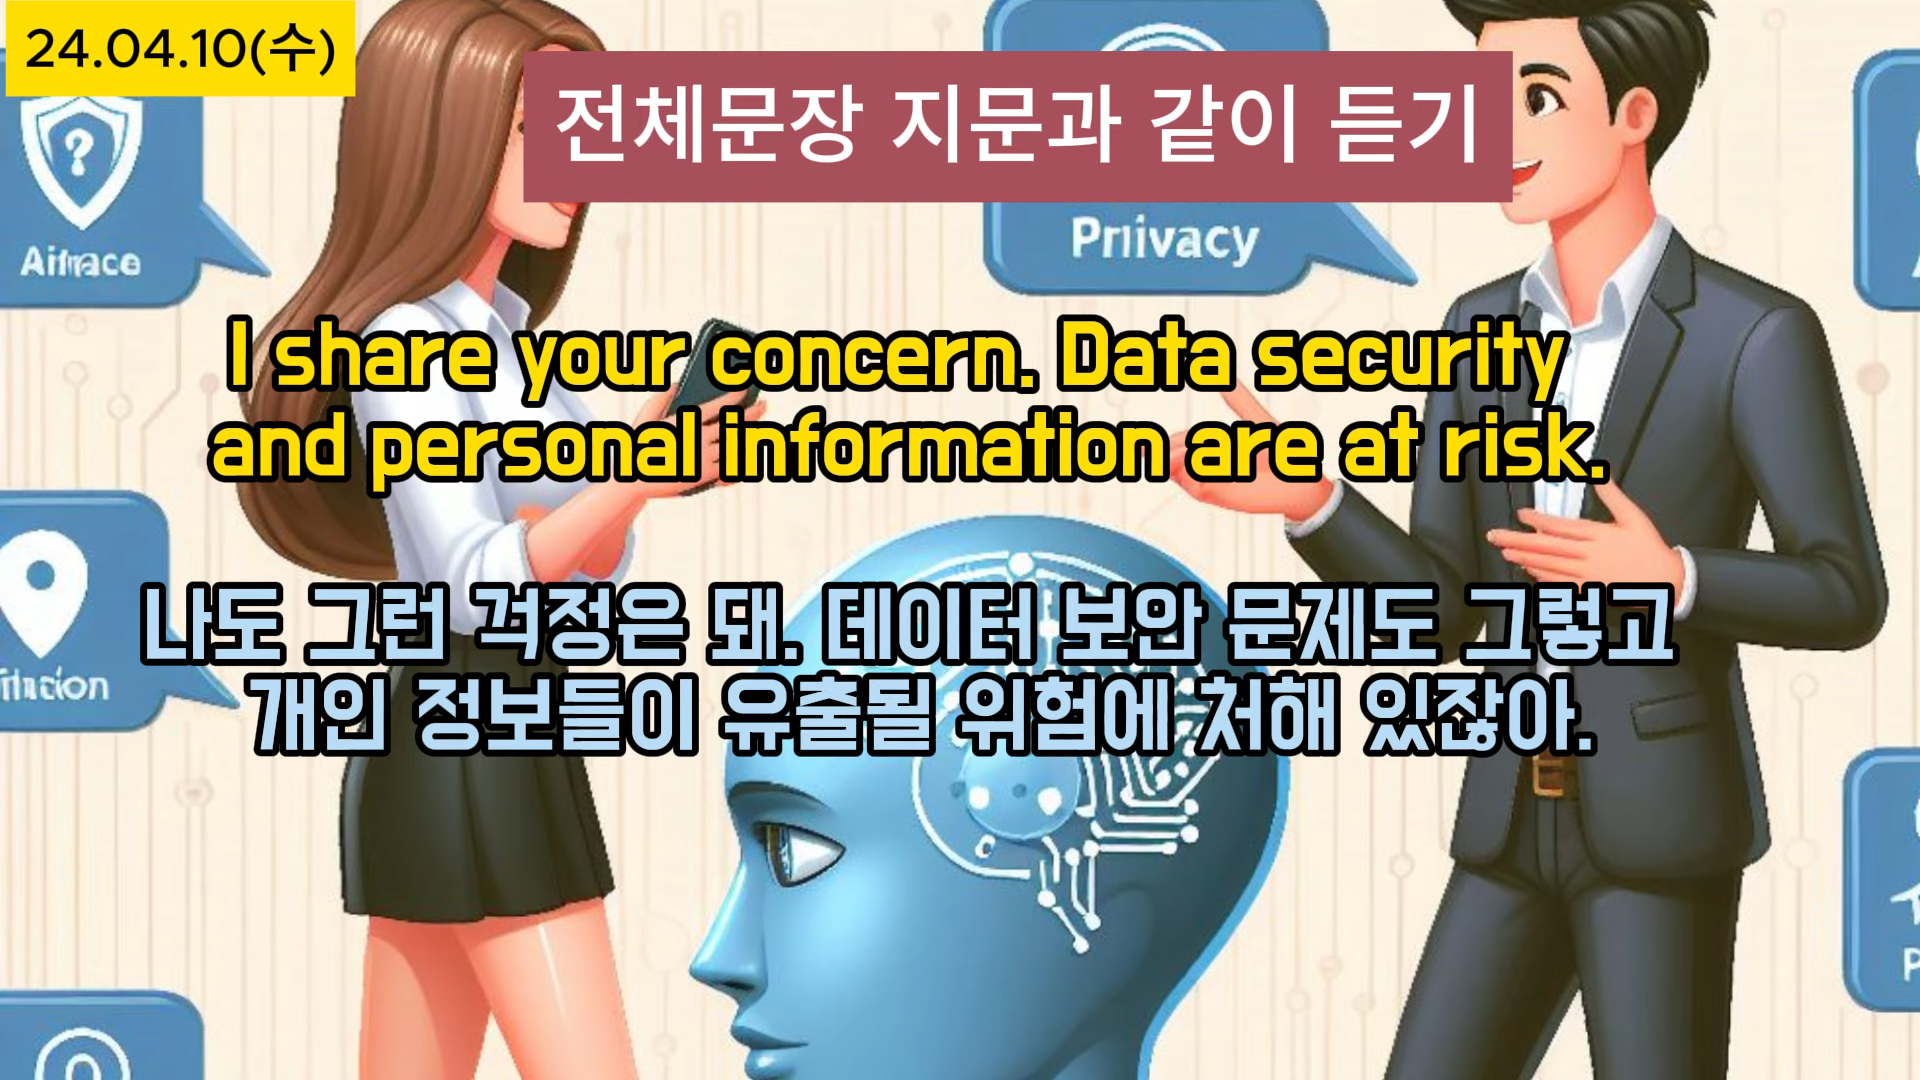 24.04.10(수)
전체문장 지문과 같이 듣기
Aifrace
Prlivacy
I share your concern. Data security
and personal information are at risk.
나도 그런 걱정은 돼. 데이터 보안 문제도 그렇고
개인 정보들이 유출될 위험에 처해 있잖아.